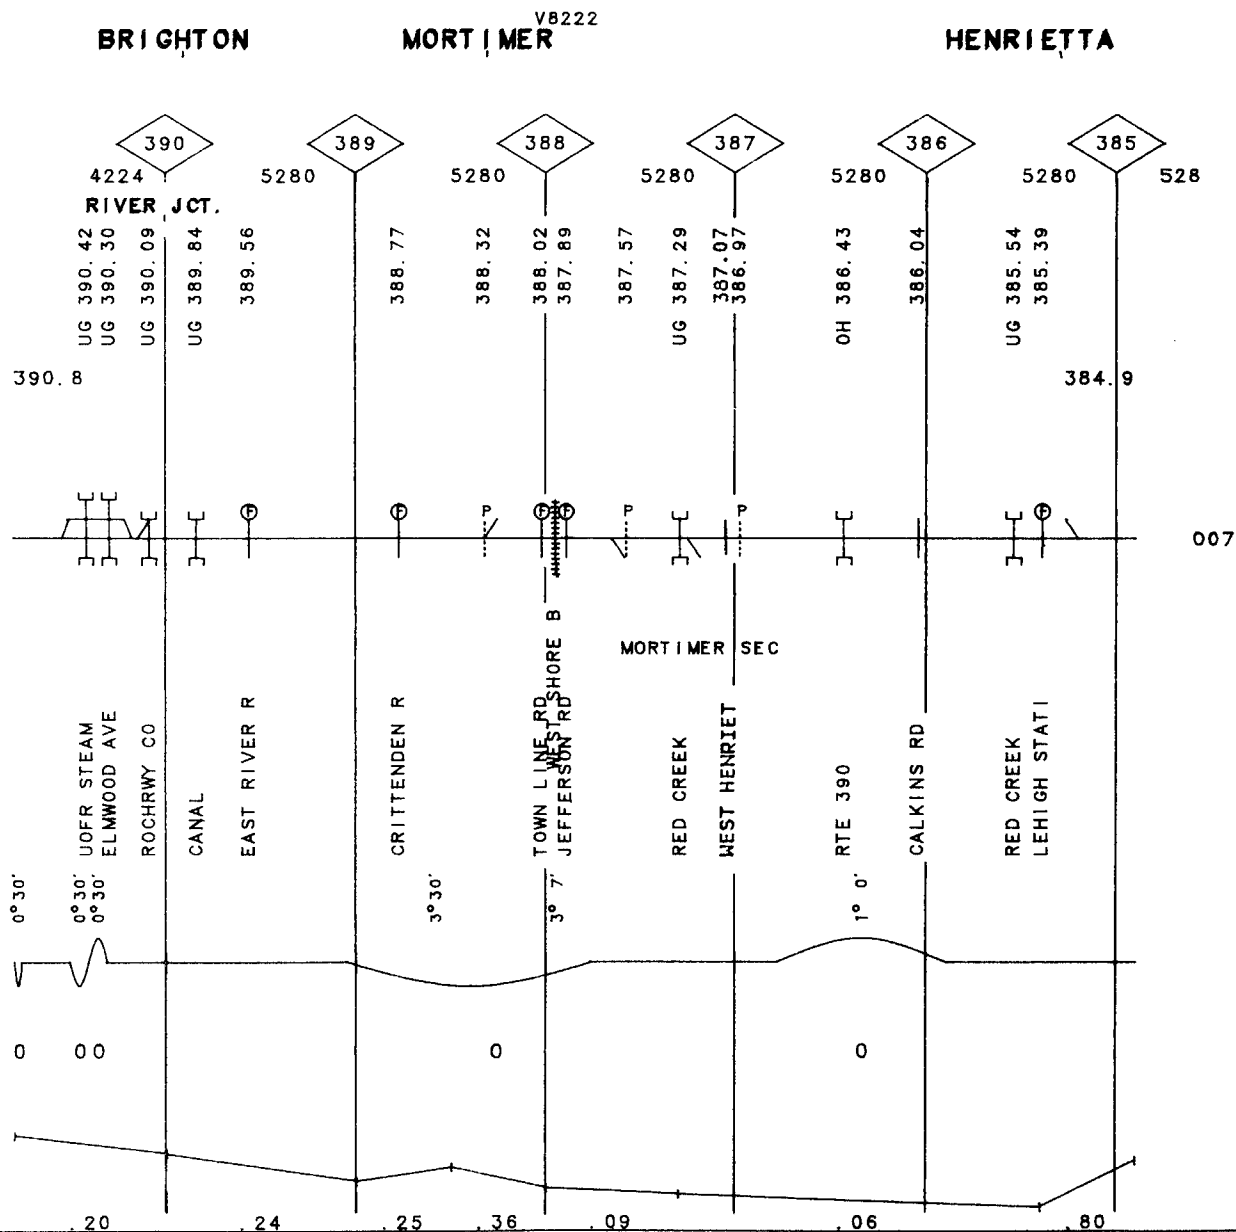 V8222
BRIGHTON MORTIMER HENRIETTA
390 389 388 387 386 385
4224 5280 5280 5280 5280 5280 528
RIVER JCT.
UG 390.42
UG 390.30
UG 390.09
UG 389.84
389.56
388.77
388.32
388.02
387.89
387.57
UG 387.29
387.07
386.97
OH 386.43
386.04
UG 385.54
385.39
390.8 384.9
F F P F F P P F
007
MORTIMER SEC
UOFR STEAM
ELMWOOD AVE
ROCHRWY CO
CANAL
EAST RIVER R
CRITTENDEN R
TOWN LINE RD
WEST SHORE B
JEFFERSON RD
RED CREEK
WEST HENRIET
RTE 390
CALKINS RD
RED CREEK
LEHIGH STATI
0°30'
0°30'
0°30'
3°30'
3° 7'
1° 0'
0 0 0 0 0
.20 .24 .25 .36 .09 .06 .80